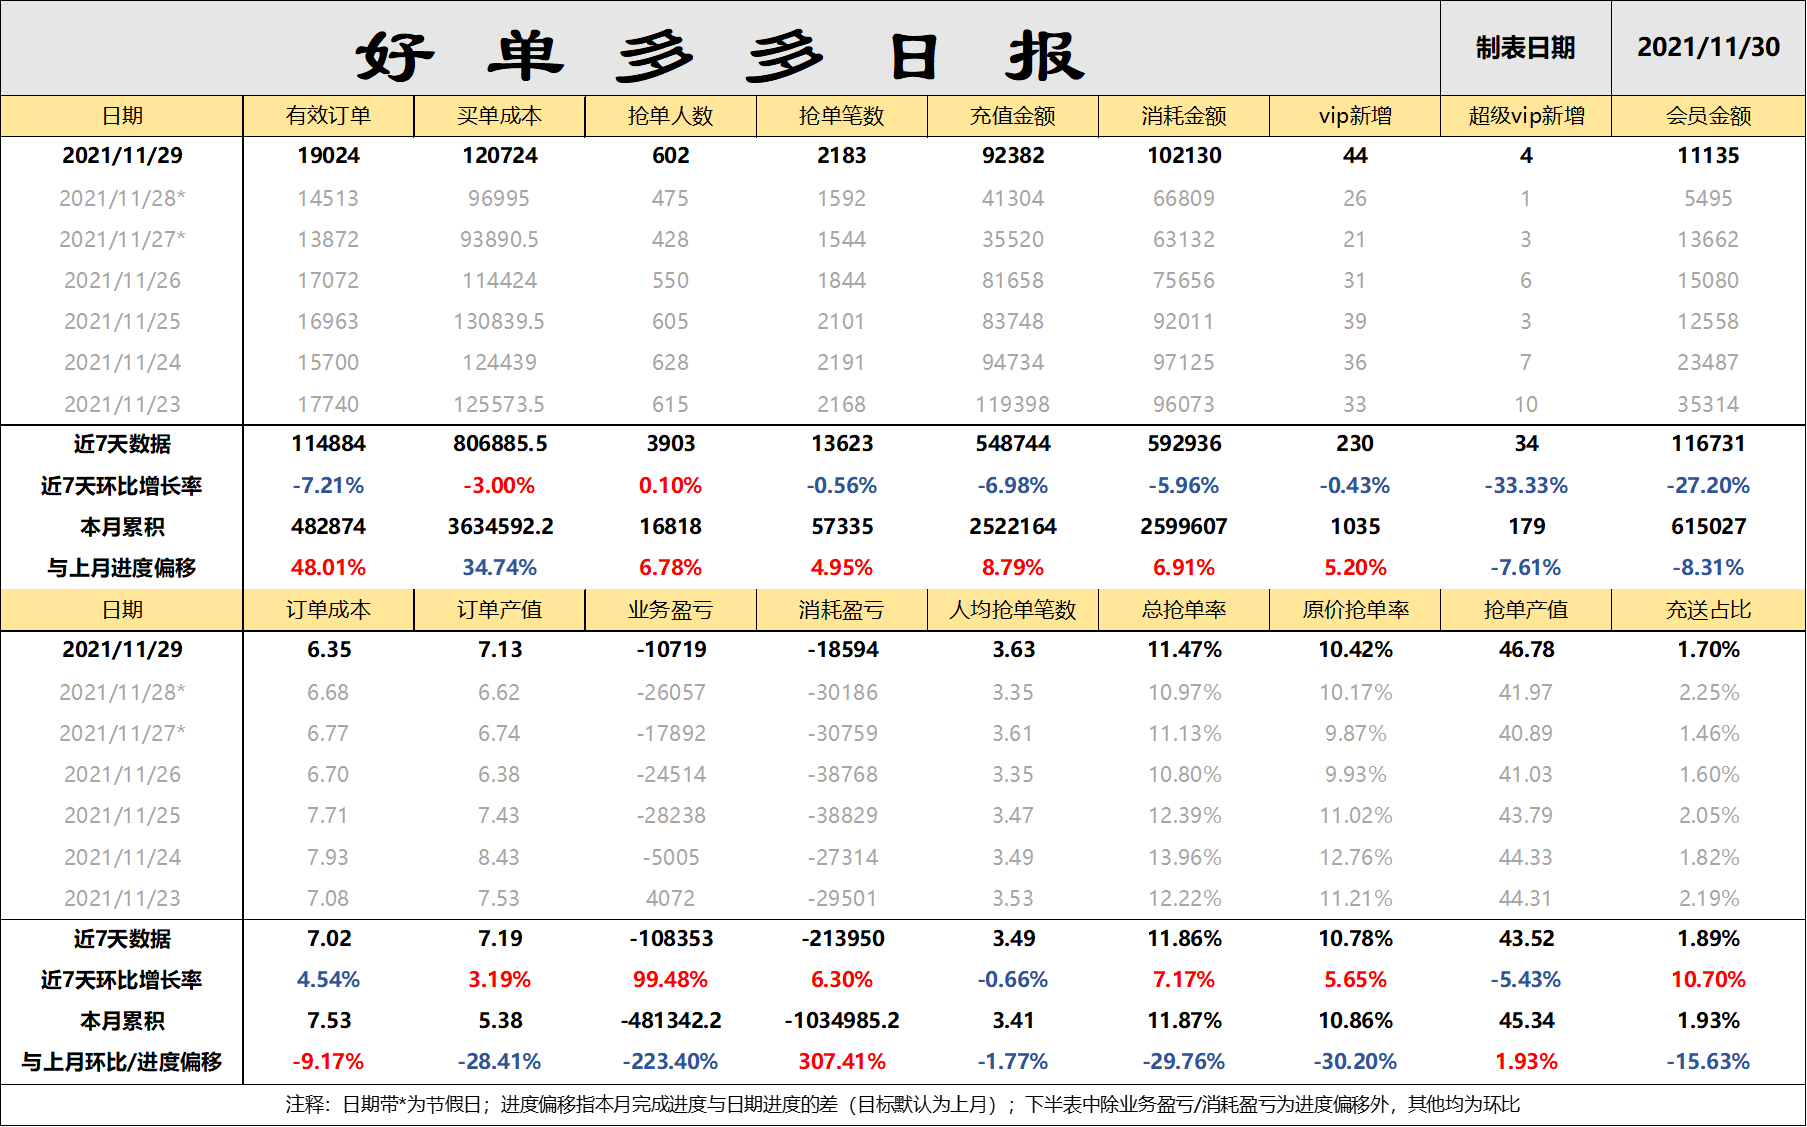 好单多多日报 制表日期 2021/11/30
日期 有效订单 买单成本 抢单人数 抢单笔数 充值金额 消耗金额 vip新增 超级vip新增 会员金额
2021/11/29 19024 120724 602 2183 92382 102130 44 4 11135
2021/11/28* 14513 96995 475 1592 41304 66809 26 1 5495
2021/11/27* 13872 93890.5 428 1544 35520 63132 21 3 13662
2021/11/26 17072 114424 550 1844 81658 75656 31 6 15080
2021/11/25 16963 130839.5 605 2101 83748 92011 39 3 12558
2021/11/24 15700 124439 628 2191 94734 97125 36 7 23487
2021/11/23 17740 125573.5 615 2168 119398 96073 33 10 35314
近7天数据 114884 806885.5 3903 13623 548744 592936 230 34 116731
近7天环比增长率 -7.21% -3.00% 0.10% -0.56% -6.98% -5.96% -0.43% -33.33% -27.20%
本月累积 482874 3634592.2 16818 57335 2522164 2599607 1035 179 615027
与上月进度偏移 48.01% 34.74% 6.78% 4.95% 8.79% 6.91% 5.20% -7.61% -8.31%
日期 订单成本 订单产值 业务盈亏 消耗盈亏 人均抢单笔数 总抢单率 原价抢单率 抢单产值 充送占比
2021/11/29 6.35 7.13 -10719 -18594 3.63 11.47% 10.42% 46.78 1.70%
2021/11/28* 6.68 6.62 -26057 -30186 3.35 10.97% 10.17% 41.97 2.25%
2021/11/27* 6.77 6.74 -17892 -30759 3.61 11.13% 9.87% 40.89 1.46%
2021/11/26 6.70 6.38 -24514 -38768 3.35 10.80% 9.93% 41.03 1.60%
2021/11/25 7.71 7.43 -28238 -38829 3.47 12.39% 11.02% 43.79 2.05%
2021/11/24 7.93 8.43 -5005 -27314 3.49 13.96% 12.76% 44.33 1.82%
2021/11/23 7.08 7.53 4072 -29501 3.53 12.22% 11.21% 44.31 2.19%
近7天数据 7.02 7.19 -108353 -213950 3.49 11.86% 10.78% 43.52 1.89%
近7天环比增长率 4.54% 3.19% 99.48% 6.30% -0.66% 7.17% 5.65% -5.43% 10.70%
本月累积 7.53 5.38 -481342.2 -1034985.2 3.41 11.87% 10.86% 45.34 1.93%
与上月环比/进度偏移 -9.17% -28.41% -223.40% 307.41% -1.77% -29.76% -30.20% 1.93% -15.63%
注释：日期带*为节假日；进度偏移指本月完成进度与日期进度的差（目标默认为上月）；下半表中除业务盈亏/消耗盈亏为进度偏移外，其他均为环比